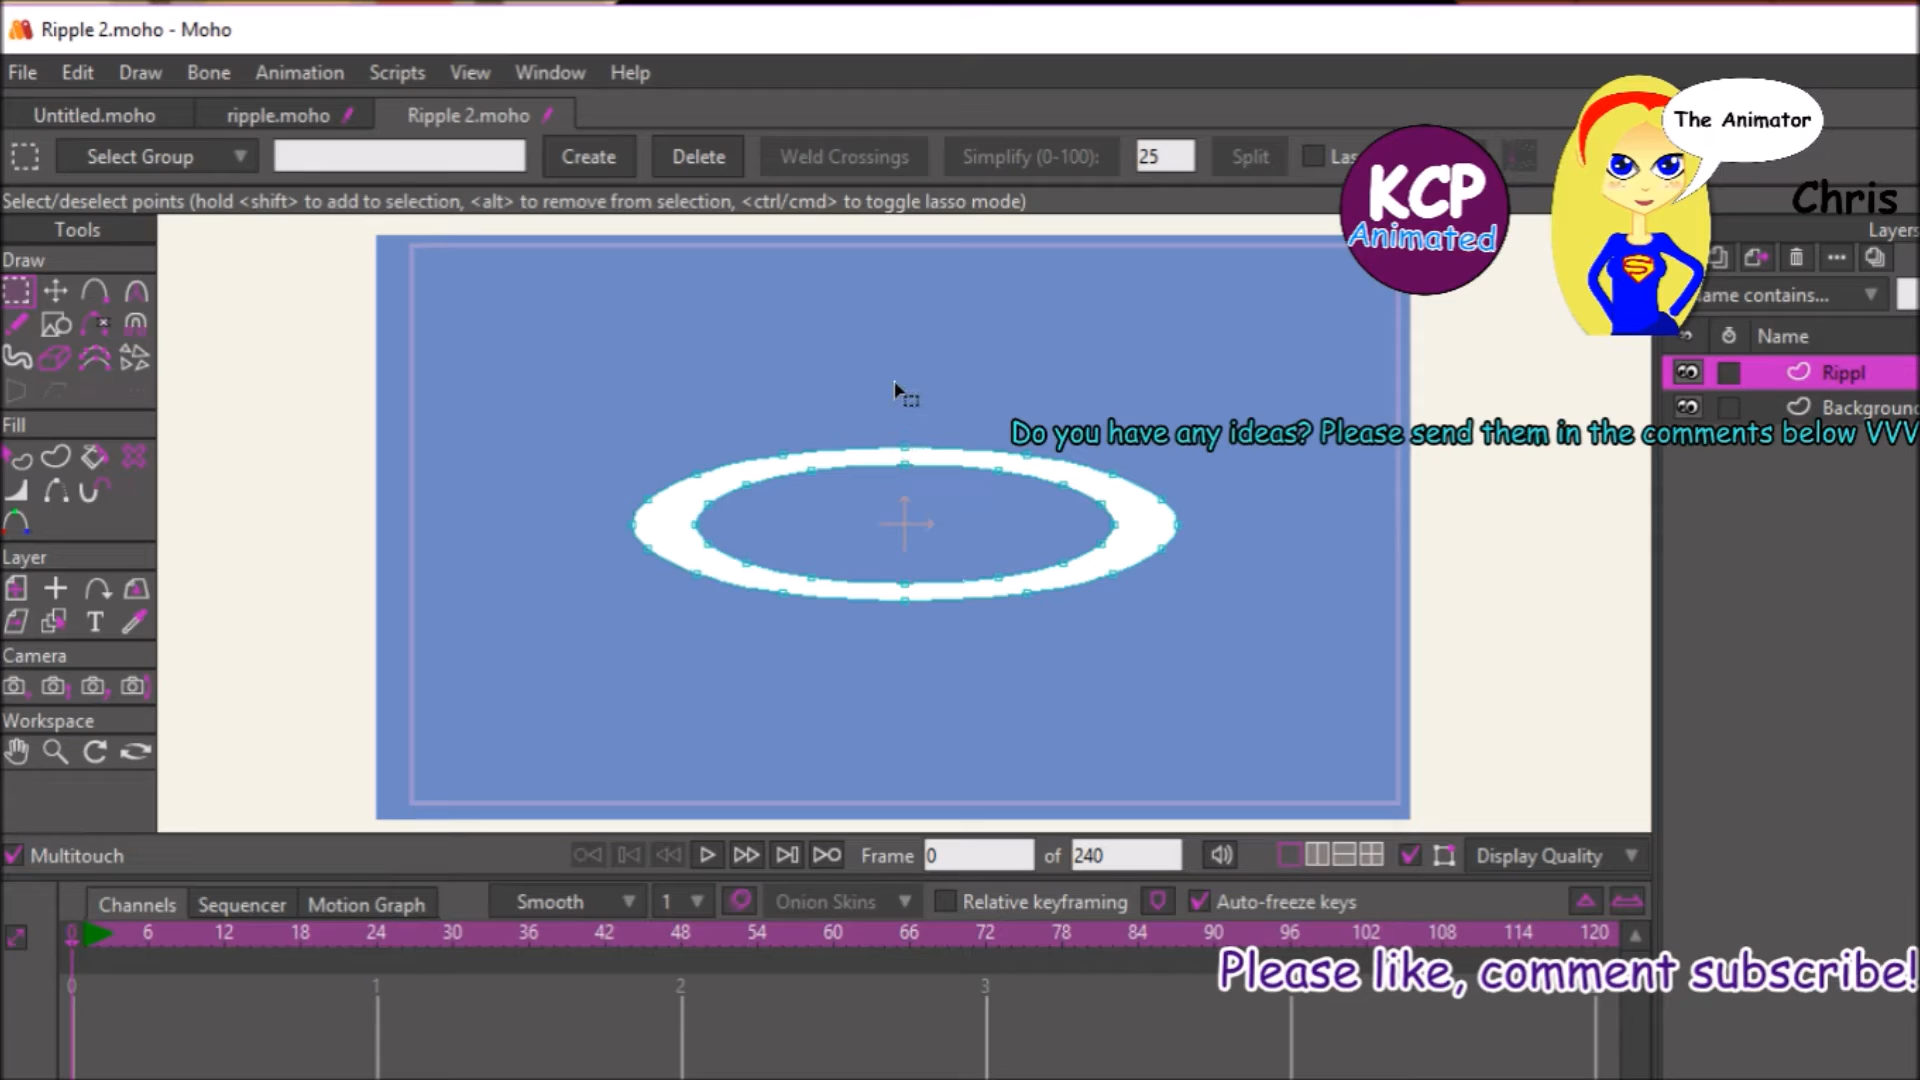 Ripple 2.moho - Moho
File Edit Draw Bone Animation Scripts View Window Help
Untitled.moho ripple.moho Ripple 2.moho
Select Group Create Delete Weld Crossings Simplify (0-100): 25 Split
Select/deselect points (hold <shift> to add to selection, <alt> to remove from selection, <ctrl/cmd> to toggle lasso mode)
The Animator
KCP
Animated
Chris
Tools
Layers
Draw
contains...
Name
Rippl
Background
Do you have any ideas? Please send them in the comments below VVV
Fill
Layer
T
Camera
Workspace
Multitouch Frame 0 of 240 Display Quality
Channels Sequencer Motion Graph Smooth 1 Onion Skins Relative keyframing Auto-freeze keys
0 6 12 18 24 30 36 42 48 54 60 66 72 78 84 90 96 102 108 114 120
Please like, comment subscribe!
0 1 2 3